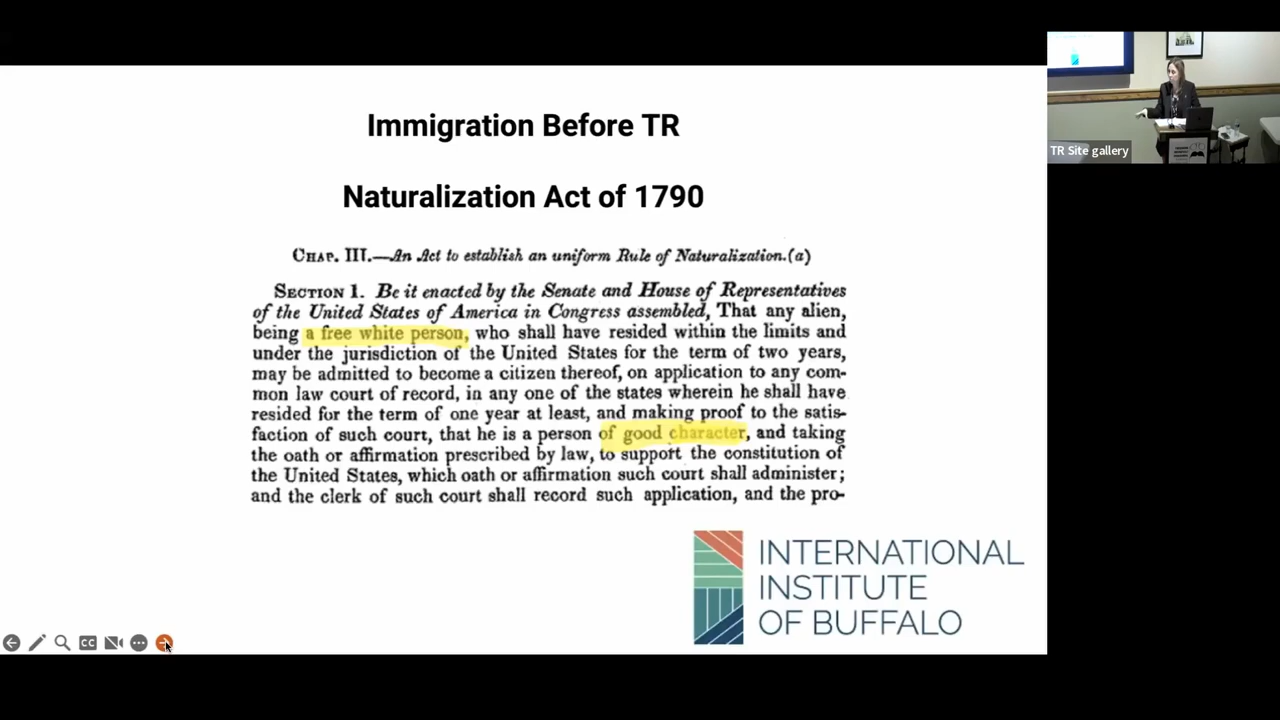 Immigration Before TR
Naturalization Act of 1790
CHAP. III.—An Act to establish an uniform Rule of Naturalization.(a)
SECTION 1. Be it enacted by the Senate and House of Representatives
of the United States of America in Congress assembled, That any alien,
being a free white person, who shall have resided within the limits and
under the jurisdiction of the United States for the term of two years,
may be admitted to become a citizen thereof, on application to any com-
mon law court of record, in any one of the states wherein he shall have
resided for the term of one year at least, and making proof to the satis-
faction of such court, that he is a person of good character, and taking
the oath or affirmation prescribed by law, to support the constitution of
the United States, which oath or affirmation such court shall administer;
and the clerk of such court shall record such application, and the pro-
INTERNATIONAL
INSTITUTE
OF BUFFALO
CC
TR Site gallery